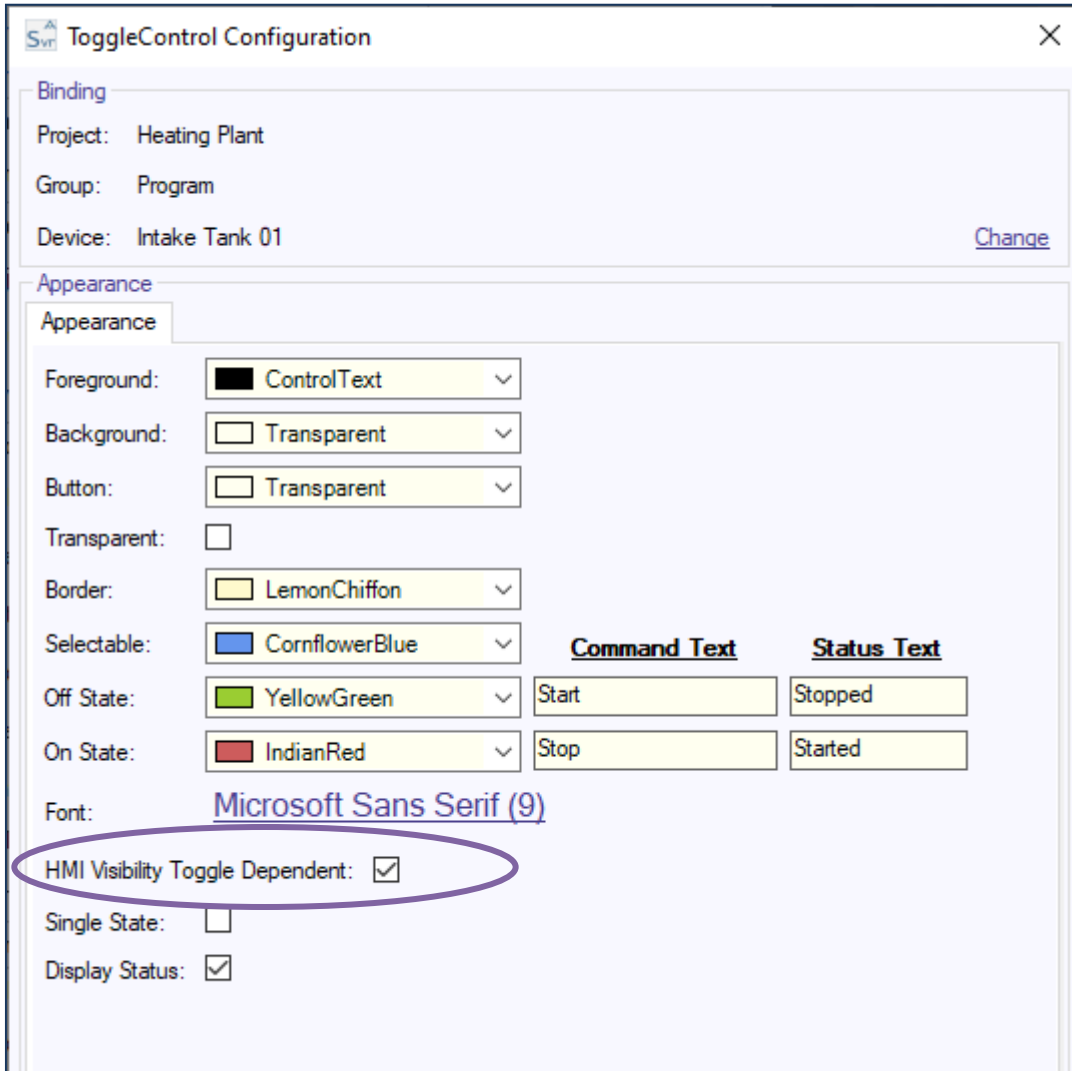 Svr A ToggleControl Configuration
Binding
Project: Heating Plant
Group: Program
Device: Intake Tank 01 Change
Appearance
Appearance
Foreground: ControlText
Background: Transparent
Button: Transparent
Transparent:
Border: LemonChiffon
Selectable: CornflowerBlue Command Text Status Text
Off State: YellowGreen Start Stopped
On State: IndianRed Stop Started
Font: Microsoft Sans Serif (9)
HMI Visibility Toggle Dependent:
Single State:
Display Status: